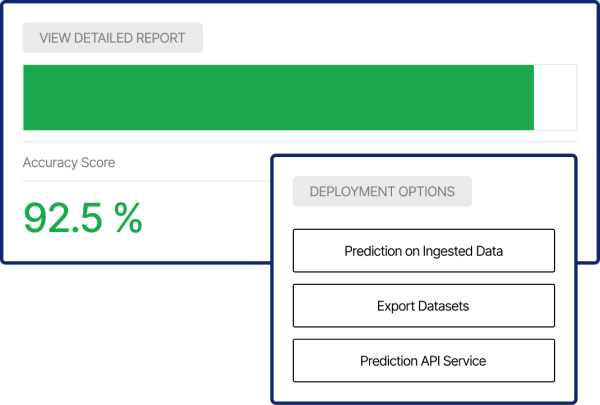 VIEW DETAILED REPORT
Accuracy Score
92.5 %
DEPLOYMENT OPTIONS
Prediction on Ingested Data
Export Datasets
Prediction API Service